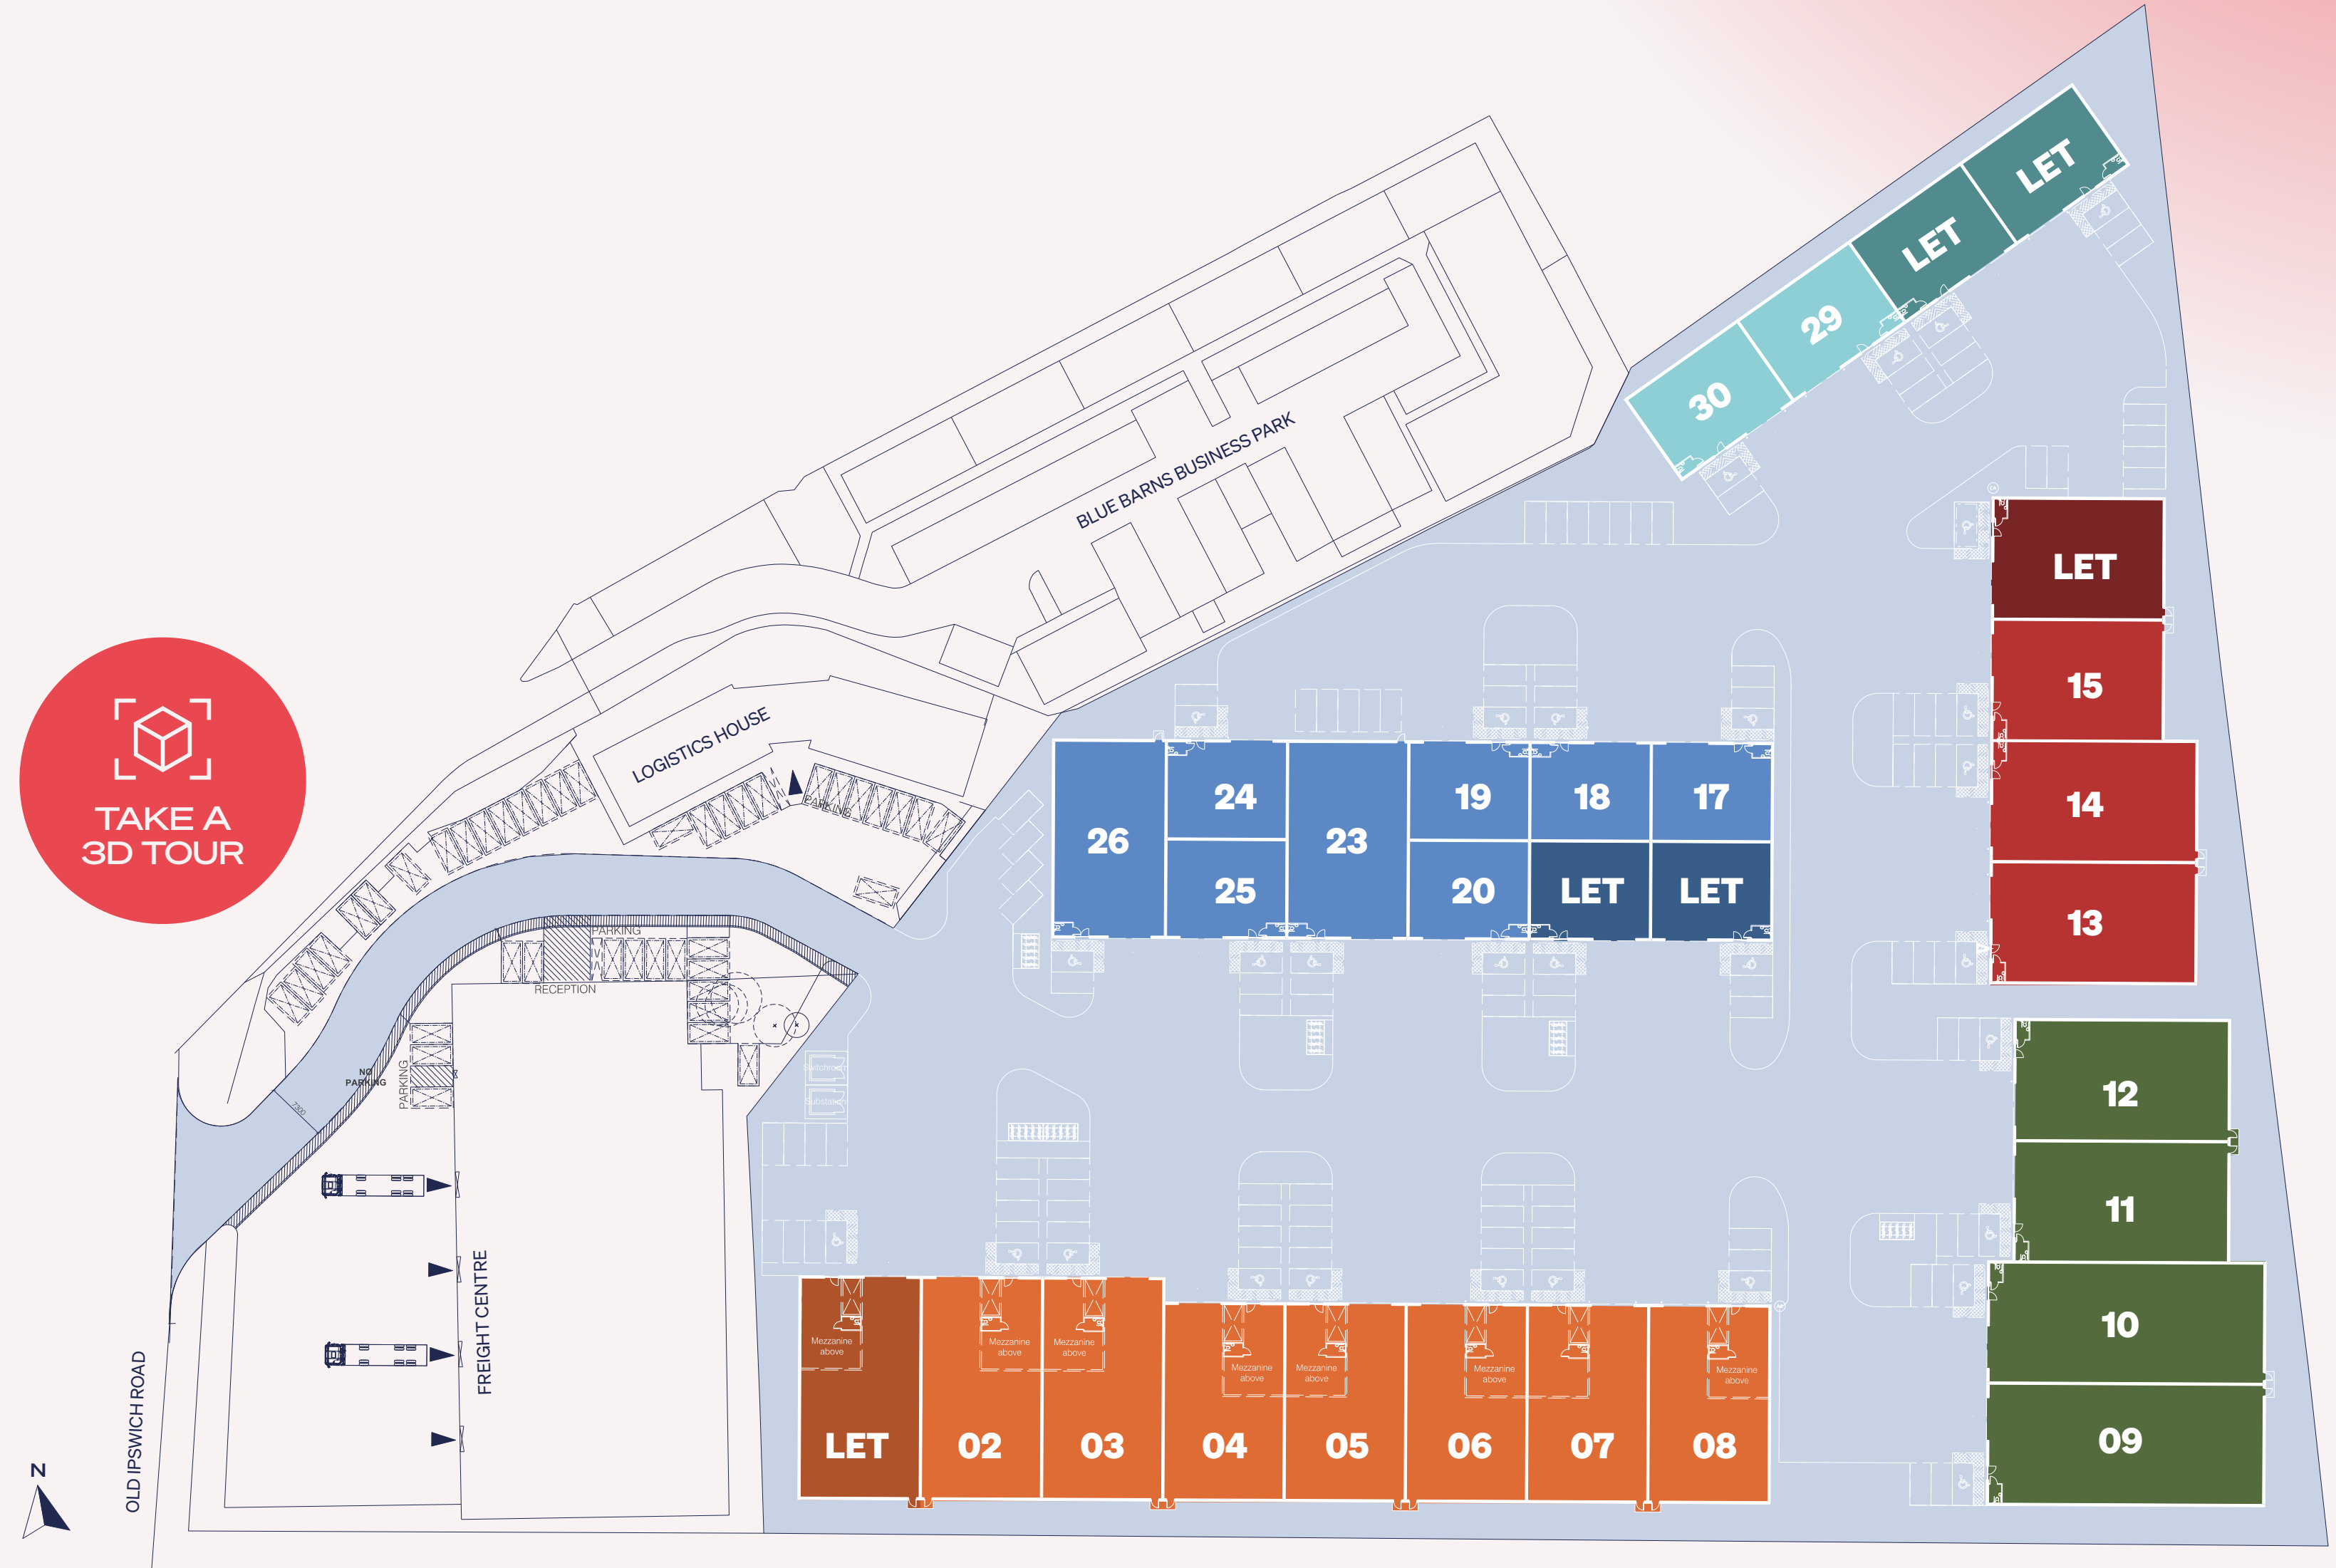 LET
LET
29
30
BLUE BARNS BUSINESS PARK
LET
15
14
13
LOGISTICS HOUSE
PARKING
TAKE A
3D TOUR
26
24
23
19
18
17
25
20
LET
LET
PARKING
RECEPTION
NO
PARKING
PARKING
7300
Switchroom
Substation
12
11
10
09
FREIGHT CENTRE
OLD IPSWICH ROAD
Mezzanine
above
Mezzanine
above
Mezzanine
above
Mezzanine
above
Mezzanine
above
Mezzanine
above
Mezzanine
above
LET
02
03
04
05
06
07
08
N